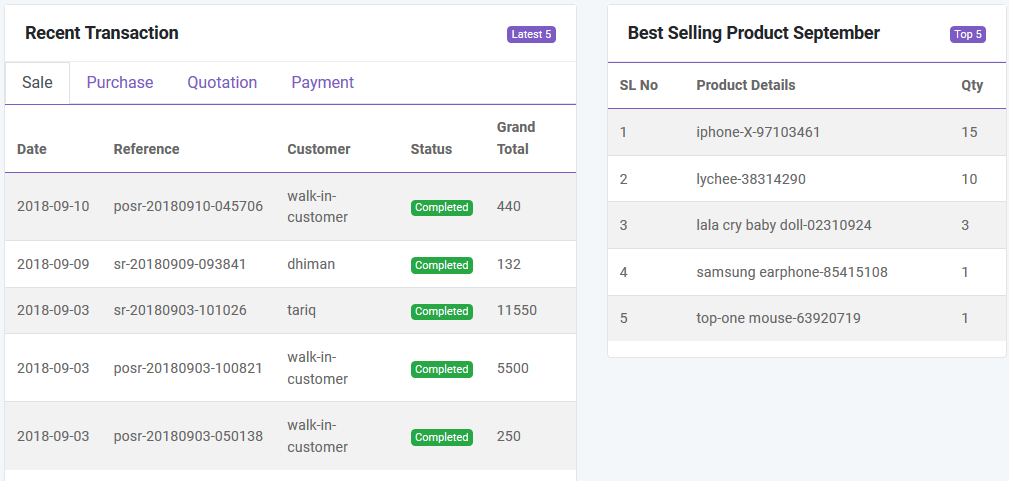 Recent Transaction Latest 5
Sale Purchase Quotation Payment
Date Reference Customer Status Grand Total
2018-09-10 posr-20180910-045706 walk-in-customer Completed 440
2018-09-09 sr-20180909-093841 dhiman Completed 132
2018-09-03 sr-20180903-101026 tariq Completed 11550
2018-09-03 posr-20180903-100821 walk-in-customer Completed 5500
2018-09-03 posr-20180903-050138 walk-in-customer Completed 250
Best Selling Product September Top 5
SL No Product Details Qty
1 iphone-X-97103461 15
2 lychee-38314290 10
3 lala cry baby doll-02310924 3
4 samsung earphone-85415108 1
5 top-one mouse-63920719 1